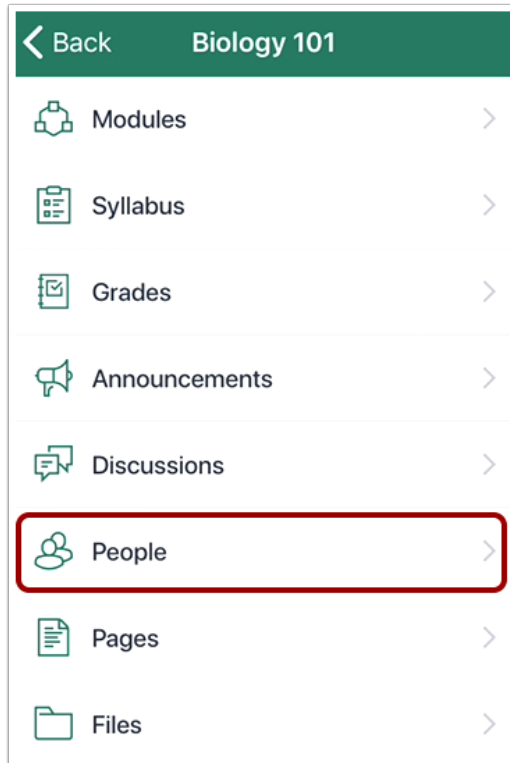 Back Biology 101
Modules
Syllabus
Grades
Announcements
Discussions
People
Pages
Files